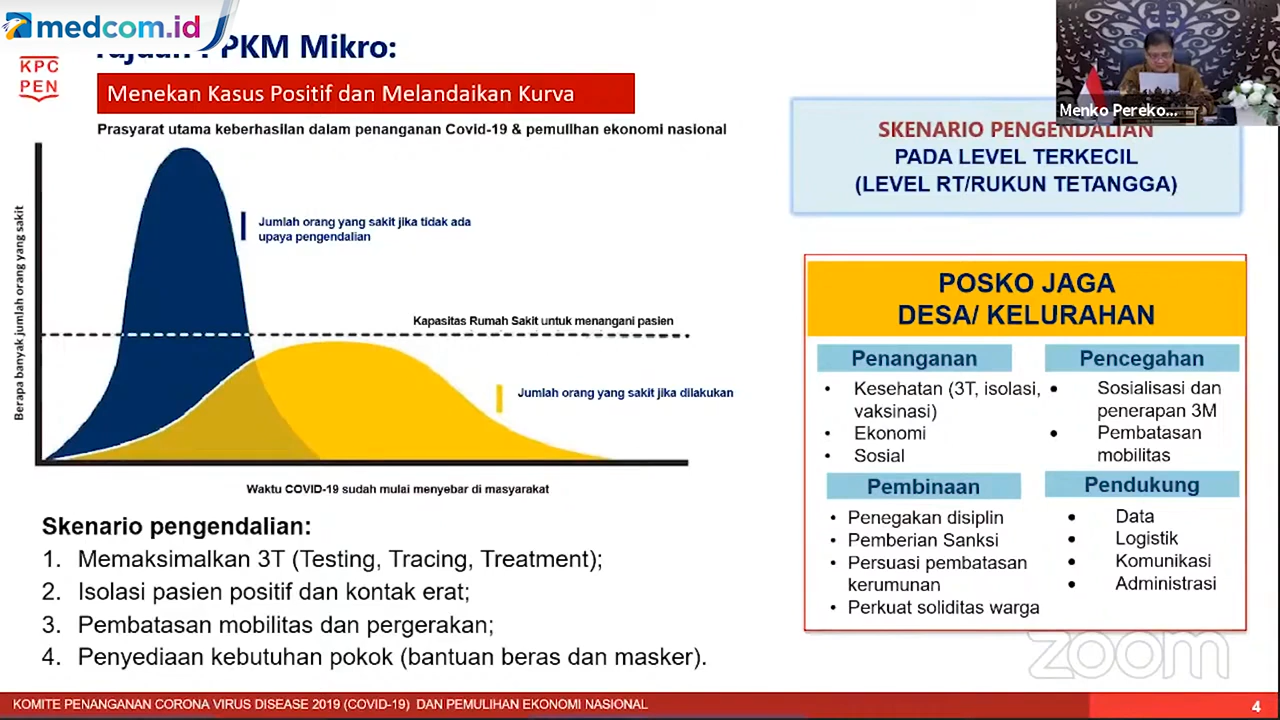 medcom.id
PKM Mikro:
KPC
PEN
Menekan Kasus Positif dan Melandaikan Kurva
Prasyarat utama keberhasilan dalam penanganan Covid-19 & pemulihan ekonomi nasional
Berapa banyak jumlah orang yang sakit
Jumlah orang yang sakit jika tidak ada
upaya pengendalian
Kapasitas Rumah Sakit untuk menangani pasien
Jumlah orang yang sakit jika dilakukan
Waktu COVID-19 sudah mulai menyebar di masyarakat
Skenario pengendalian:
1. Memaksimalkan 3T (Testing, Tracing, Treatment);
2. Isolasi pasien positif dan kontak erat;
3. Pembatasan mobilitas dan pergerakan;
4. Penyediaan kebutuhan pokok (bantuan beras dan masker).
Menko Pereko...
SKENARIO PENGENDALIAN
PADA LEVEL TERKECIL
(LEVEL RT/RUKUN TETANGGA)
POSKO JAGA
DESA/ KELURAHAN
Penanganan
• Kesehatan (3T, isolasi,
vaksinasi)
• Ekonomi
• Sosial
Pencegahan
• Sosialisasi dan
penerapan 3M
• Pembatasan
mobilitas
Pembinaan
• Penegakan disiplin
• Pemberian Sanksi
• Persuasi pembatasan
kerumunan
• Perkuat soliditas warga
Pendukung
• Data
• Logistik
• Komunikasi
• Administrasi
zoom
KOMITE PENANGANAN CORONA VIRUS DISEASE 2019 (COVID-19) DAN PEMULIHAN EKONOMI NASIONAL
4